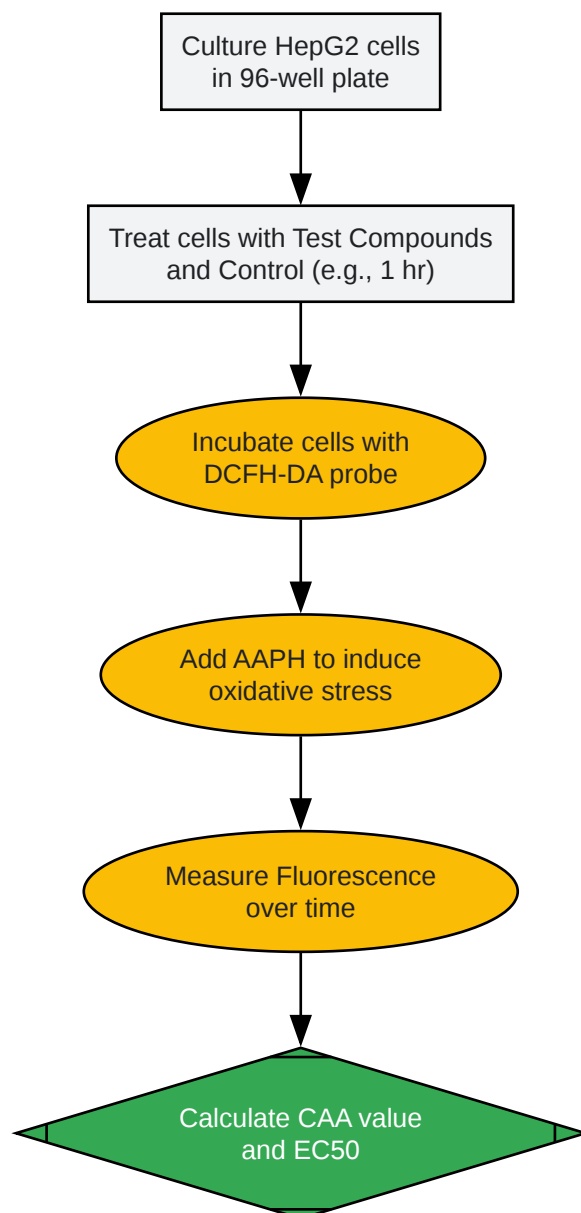 Culture HepG2 cells
in 96-well plate
Treat cells with Test Compounds
and Control (e.g., 1 hr)
Incubate cells with
DCFH-DA probe
Add AAPH to induce
oxidative stress
Measure Fluorescence
over time
Calculate CAA value
and EC50